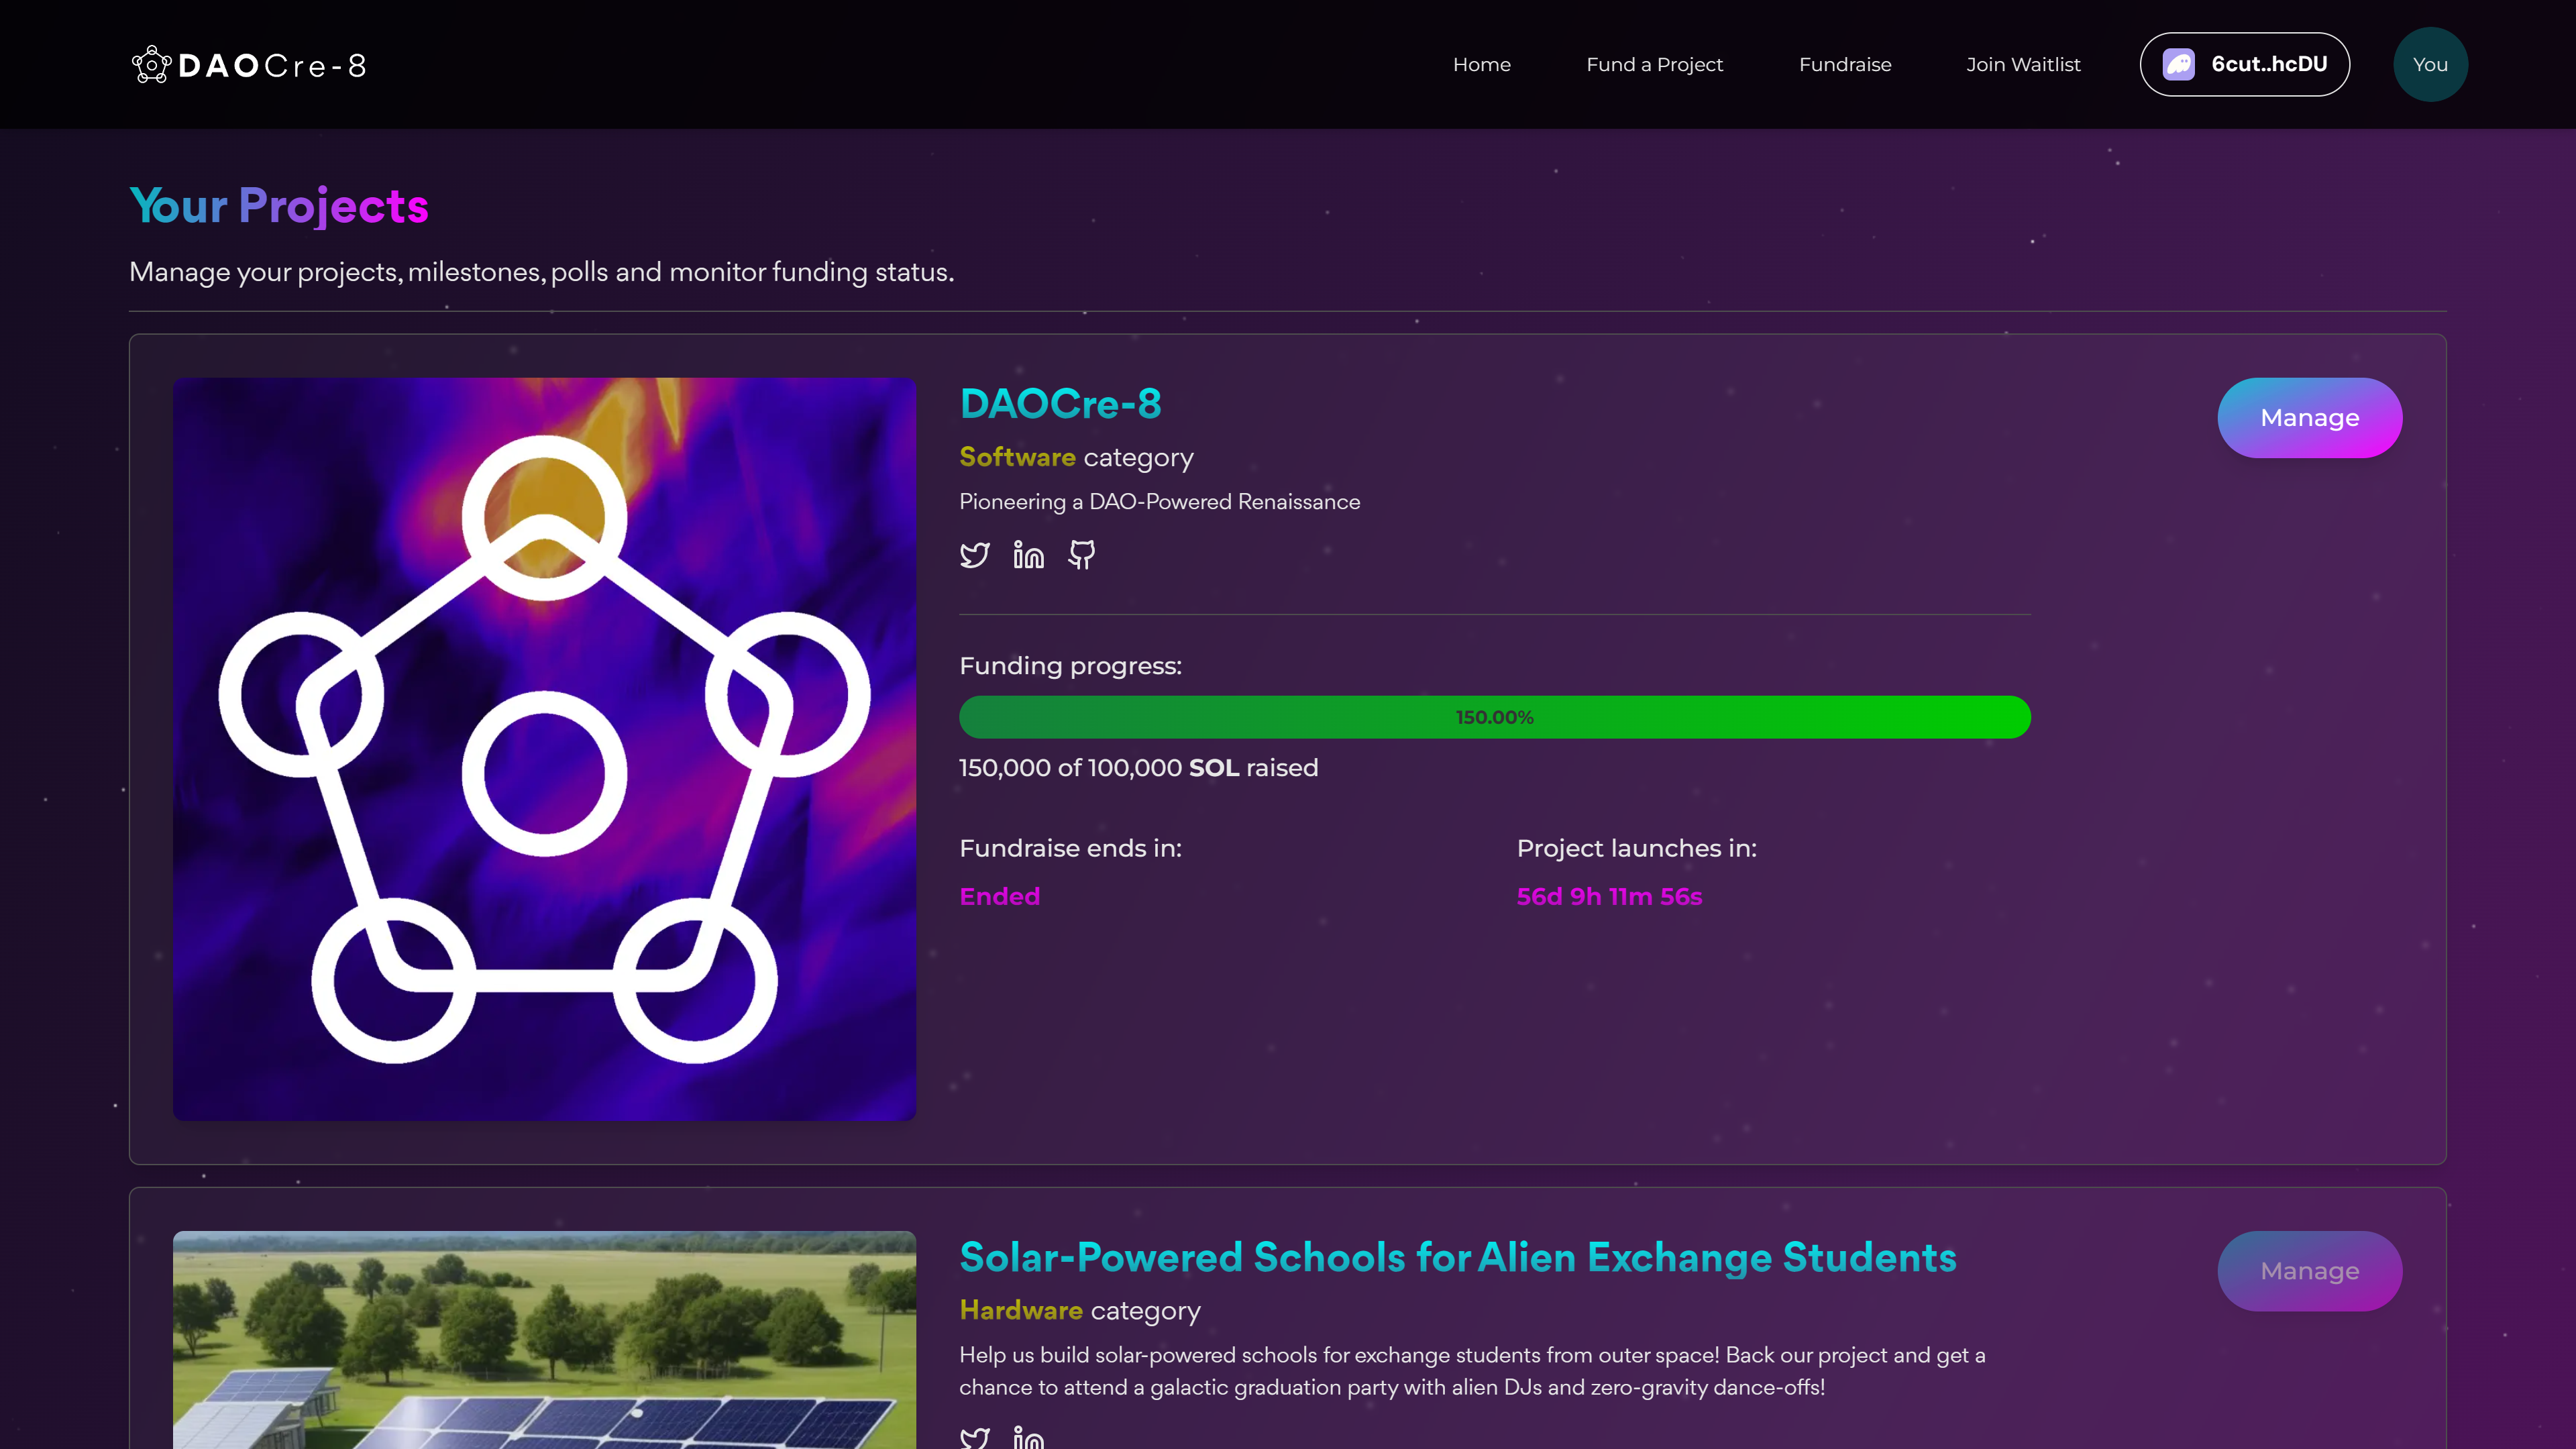 DAOCre-8
Home
Fund a Project
Fundraise
Join Waitlist
6cut..hcDU
You
Your Projects
Manage your projects, milestones, polls and monitor funding status.
DAOCre-8
Manage
Software category
Pioneering a DAO-Powered Renaissance
Funding progress:
150.00%
150,000 of 100,000 SOL raised
Fundraise ends in:
Project launches in:
Ended
56d 9h 11m 56s
Solar-Powered Schools for Alien Exchange Students
Manage
Hardware category
Help us build solar-powered schools for exchange students from outer space! Back our project and get a
chance to attend a galactic graduation party with alien DJs and zero-gravity dance-offs!